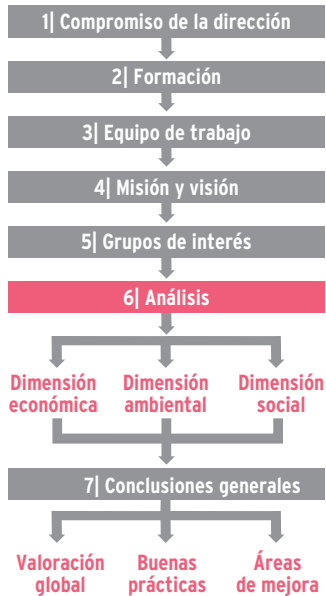 1| Compromiso de la dirección
2| Formación
3| Equipo de trabajo
4| Misión y visión
5| Grupos de interés
6| Análisis
Dimensión económica
Dimensión ambiental
Dimensión social
7| Conclusiones generales
Valoración global
Buenas prácticas
Áreas de mejora